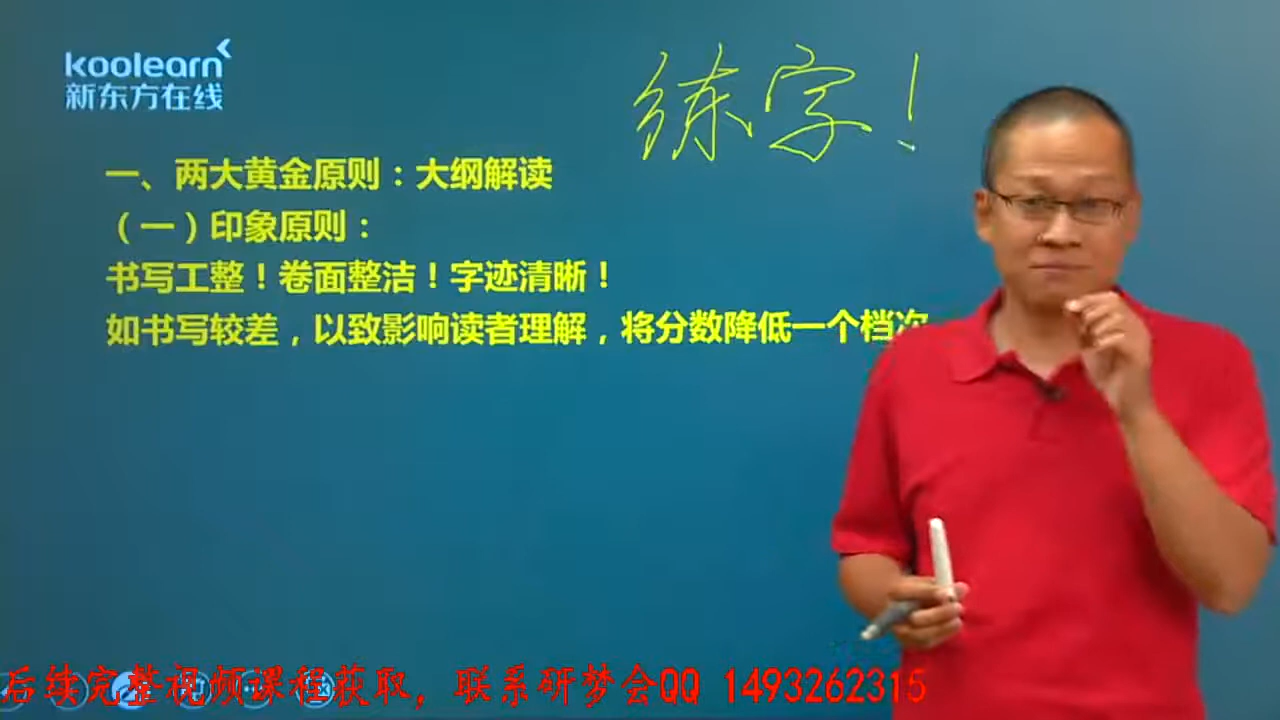 koolearn
新东方在线
练字!
一、两大黄金原则：大纲解读
（一）印象原则：
书写工整！卷面整洁！字迹清晰！
如书写较差，以致影响读者理解，将分数降低一个档次
后续完整视频课程获取，联系研梦会QQ 1493262315